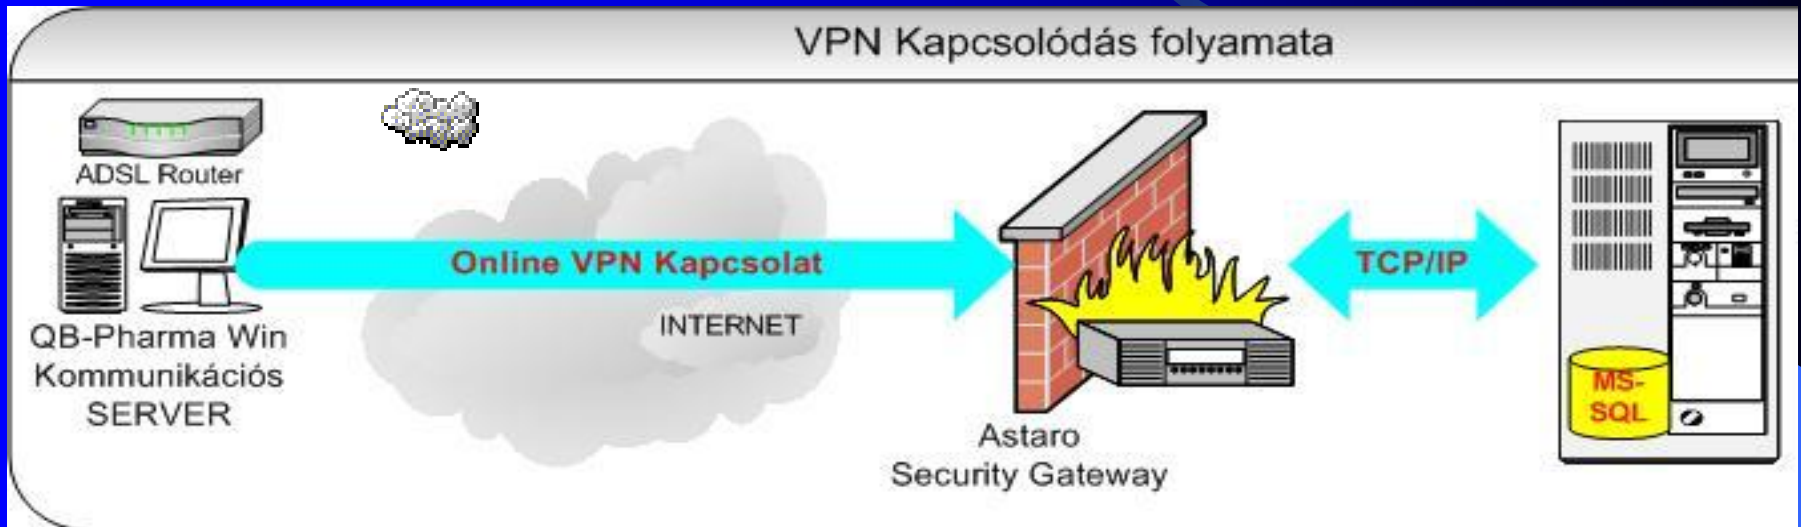 VPN Kapcsolódás folyamata
ADSL Router
QB-Pharma Win
Kommunikációs
SERVER
Online VPN Kapcsolat
INTERNET
Astaro
Security Gateway
TCP/IP
MS-
SQL